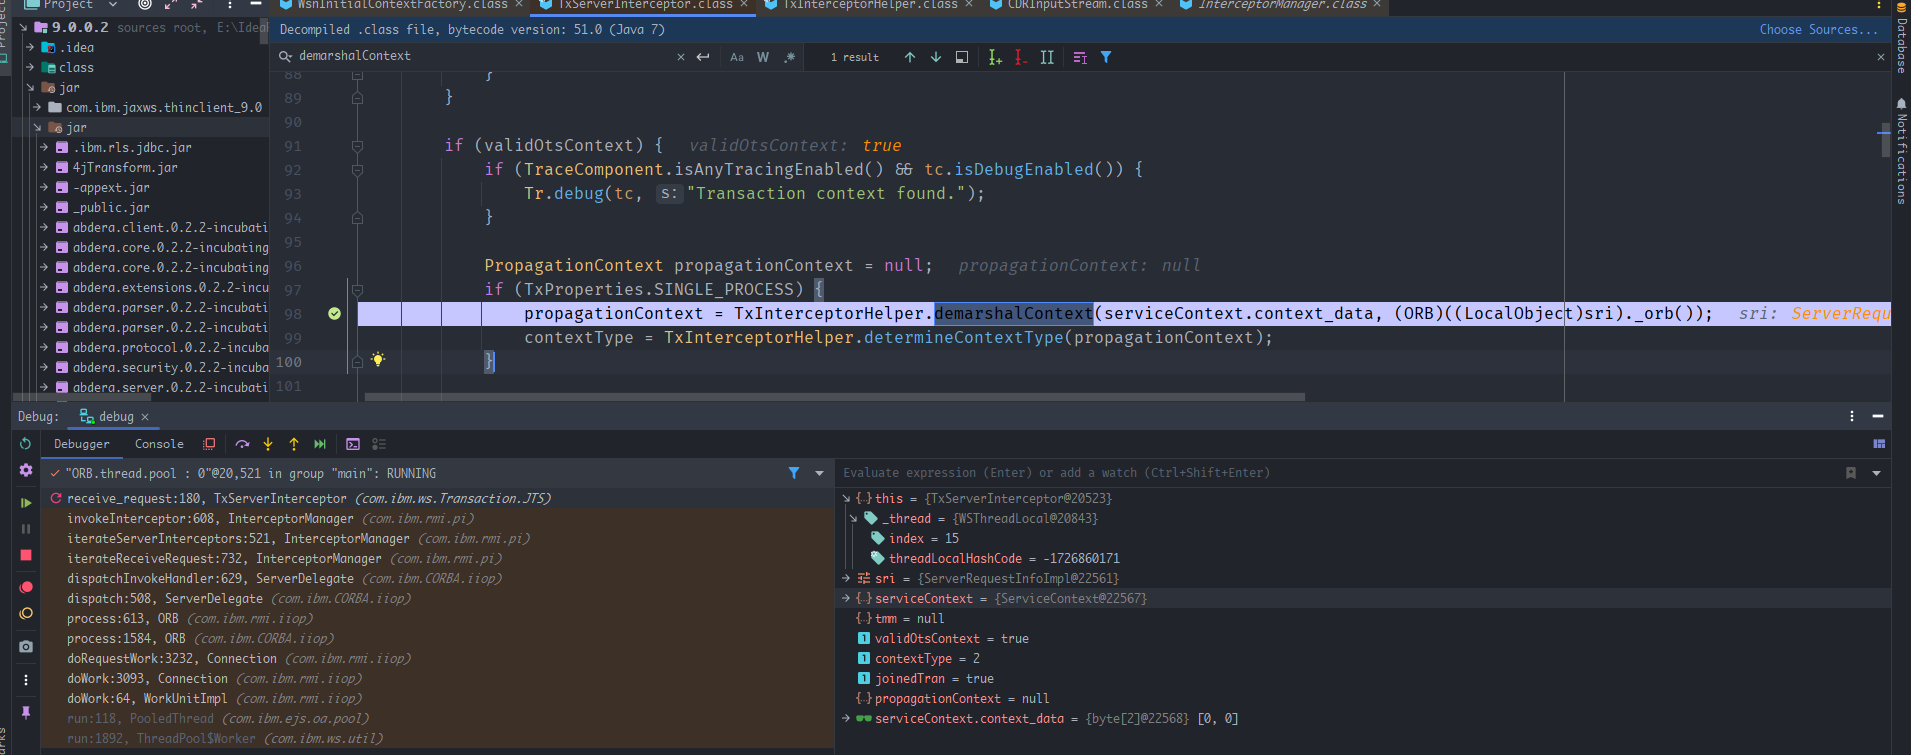 Project
WsnInitialContextFactory.class × TxServerInterceptor.class × TxInterceptorHelper.class × CDRInputStream.class × InterceptorManager.class ×
9.0.0.2 sources root, E:\Idea
.idea
class
jar
com.ibm.jaxws.thinclient_9.0
jar
.ibm.rls.jdbc.jar
4jTransform.jar
-appext.jar
_public.jar
abdera.client.0.2.2-incubati
abdera.core.0.2.2-incubating
abdera.core.0.2.2-incubating
abdera.extensions.0.2.2-incu
abdera.parser.0.2.2-incubati
abdera.parser.0.2.2-incubati
abdera.protocol.0.2.2-incuba
abdera.security.0.2.2-incuba
abdera.server.0.2.2-incubati
Decompiled .class file, bytecode version: 51.0 (Java 7) Choose Sources...
demarshalContext × Aa W .* 1 result
88 }
89 }
90
91 if (validOtsContext) { validOtsContext: true
92 if (TraceComponent.isAnyTracingEnabled() && tc.isDebugEnabled()) {
93 Tr.debug(tc, s: "Transaction context found.");
94 }
95
96 PropagationContext propagationContext = null; propagationContext: null
97 if (TxProperties.SINGLE_PROCESS) {
98 propagationContext = TxInterceptorHelper.demarshalContext(serviceContext.context_data, (ORB)((LocalObject)sri)._orb()); sri: ServerRequ
99 contextType = TxInterceptorHelper.determineContextType(propagationContext);
100 }
101
Database
Notifications
Debug: debug ×
Debugger Console
"ORB.thread.pool : 0"@20,521 in group "main": RUNNING
receive_request:180, TxServerInterceptor (com.ibm.ws.Transaction.JTS)
invokeInterceptor:608, InterceptorManager (com.ibm.rmi.pi)
iterateServerInterceptors:521, InterceptorManager (com.ibm.rmi.pi)
iterateReceiveRequest:732, InterceptorManager (com.ibm.rmi.pi)
dispatchInvokeHandler:629, ServerDelegate (com.ibm.CORBA.iiop)
dispatch:508, ServerDelegate (com.ibm.CORBA.iiop)
process:613, ORB (com.ibm.rmi.iiop)
process:1584, ORB (com.ibm.CORBA.iiop)
doRequestWork:3232, Connection (com.ibm.rmi.iiop)
doWork:3093, Connection (com.ibm.rmi.iiop)
doWork:64, WorkUnitImpl (com.ibm.rmi.iiop)
run:118, PooledThread (com.ibm.ejs.oa.pool)
run:1892, ThreadPool$Worker (com.ibm.ws.util)
Evaluate expression (Enter) or add a watch (Ctrl+Shift+Enter)
this = {TxServerInterceptor@20523}
_thread = {WSThreadLocal@20843}
index = 15
threadLocalHashCode = -1726860171
sri = {ServerRequestInfoImpl@22561}
serviceContext = {ServiceContext@22567}
tmm = null
validOtsContext = true
contextType = 2
joinedTran = true
propagationContext = null
serviceContext.context_data = {byte[2]@22568} [0, 0]